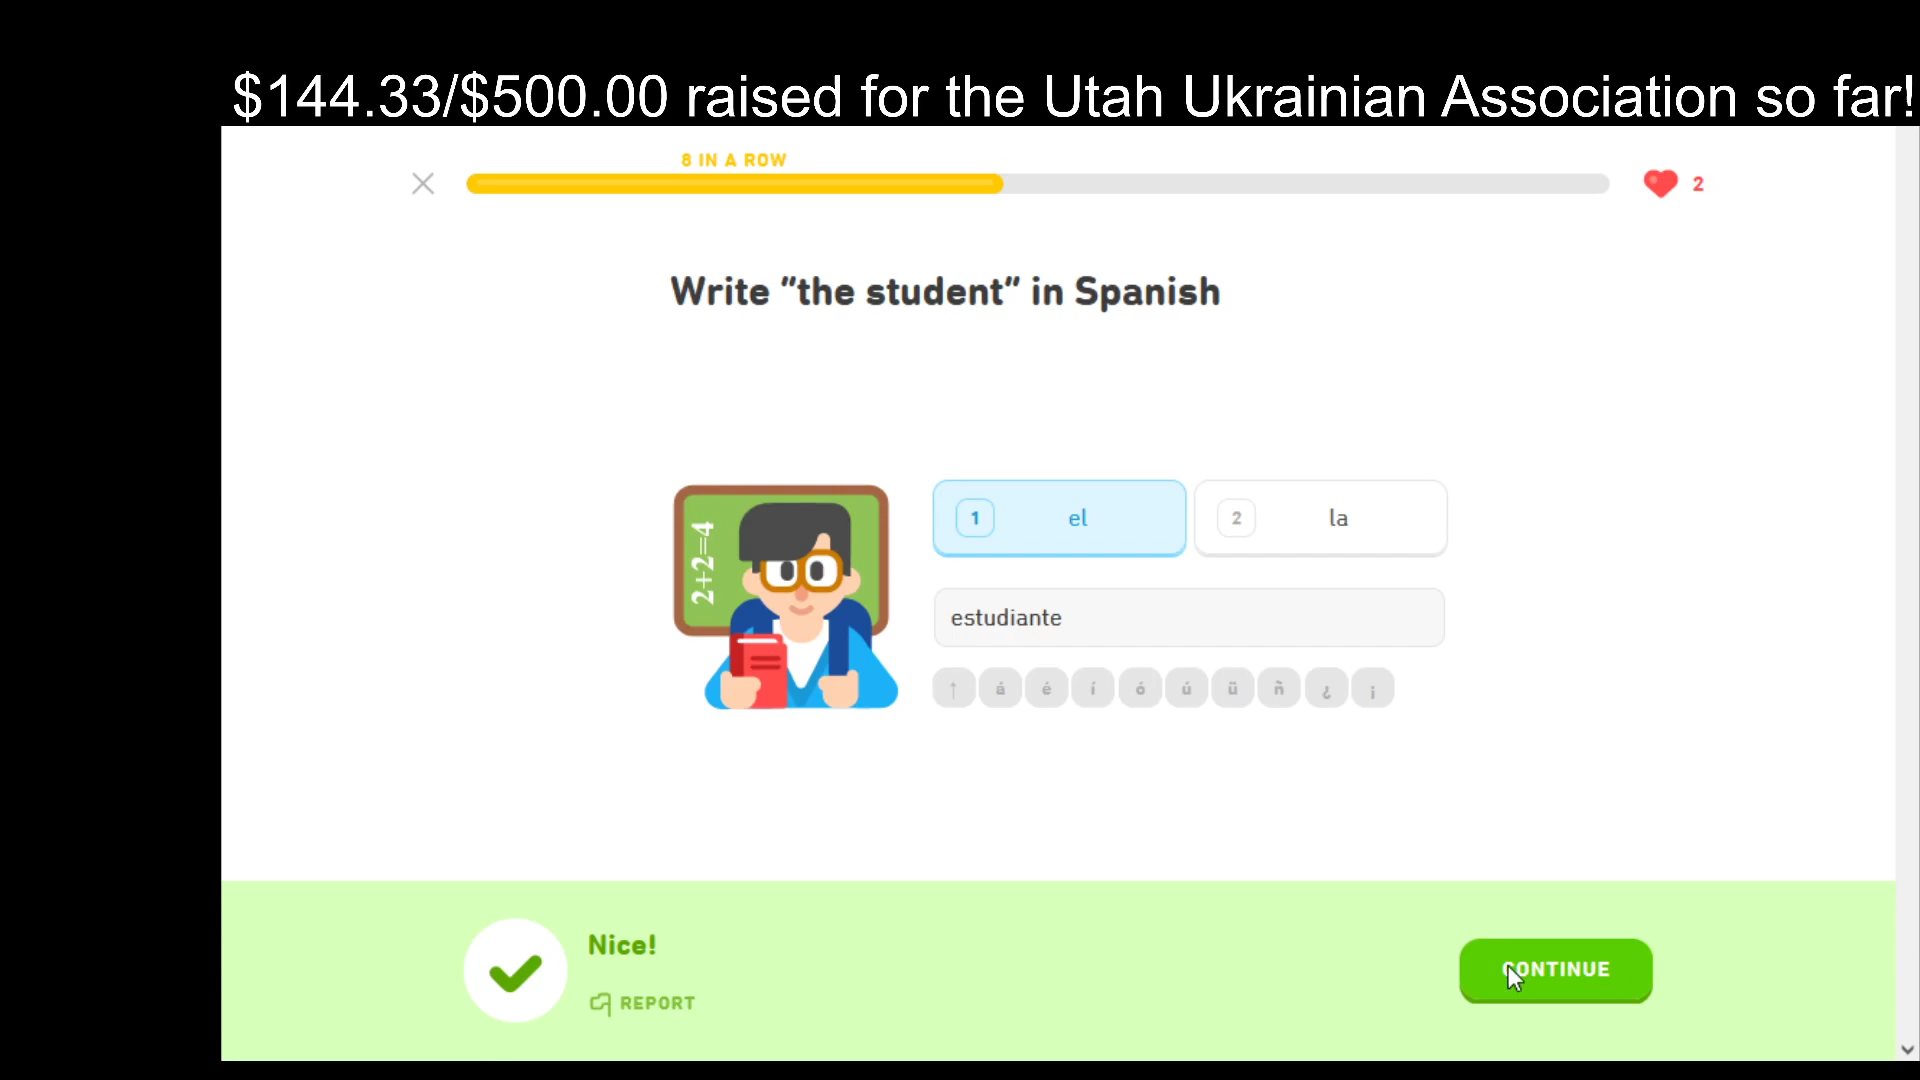 $144.33/$500.00 raised for the Utah Ukrainian Association so far!
8 IN A ROW
2
Write "the student" in Spanish
2+2=4
1 el
2 la
estudiante
↑ á é í ó ú ü ñ ¿ ¡
Nice!
REPORT
CONTINUE